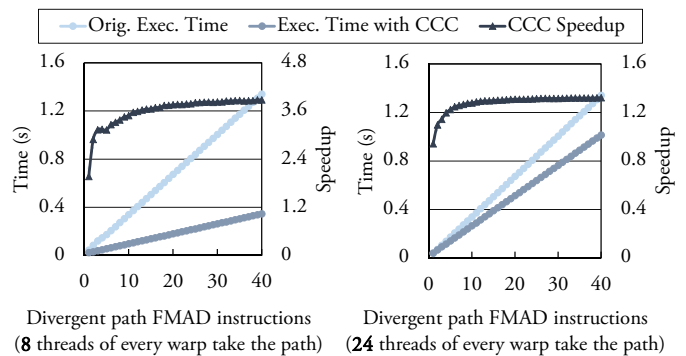 Orig. Exec. Time Exec. Time with CCC CCC Speedup
1.6 4.8 1.6 1.6
1.2 3.6 1.2 1.2
0.8 2.4 0.8 0.8
0.4 1.2 0.4 0.4
0 0 0 0
Time (s) Speedup Time (s) Speedup
0 10 20 30 40 0 10 20 30 40
Divergent path FMAD instructions
(8 threads of every warp take the path)
Divergent path FMAD instructions
(24 threads of every warp take the path)